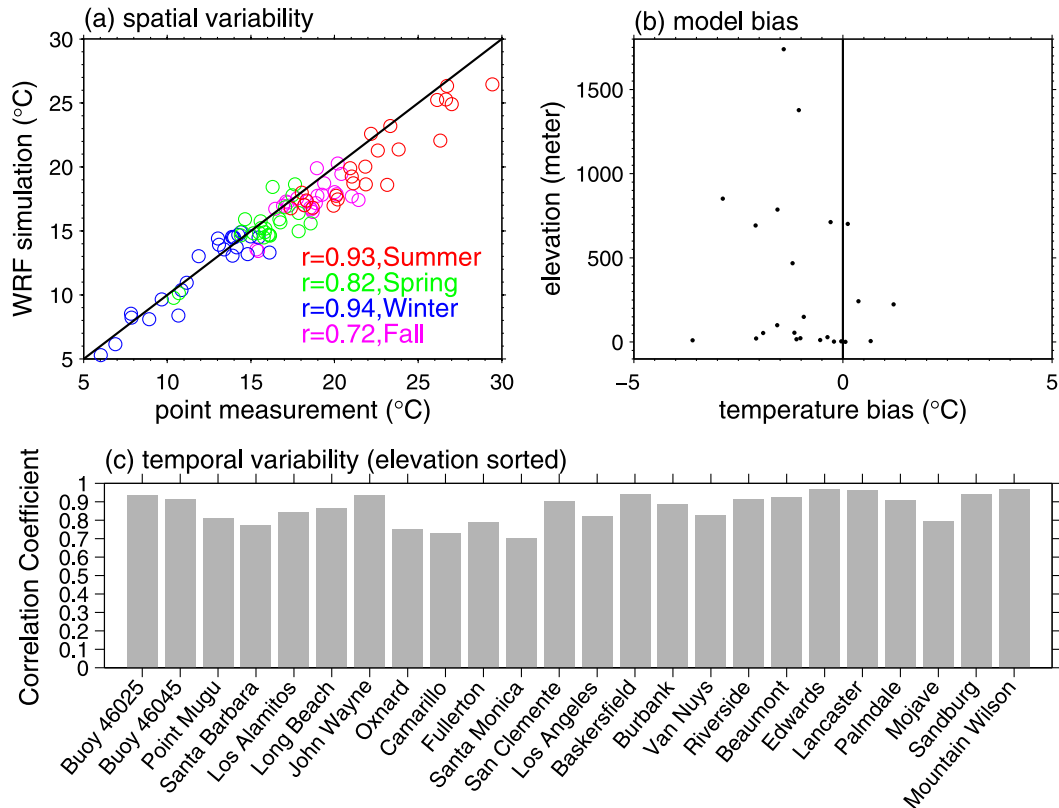 (a) spatial variability
WRF simulation (°C)
30
25
20
15
10
5
5
10
15
20
25
30
r=0.93,Summer
r=0.82,Spring
r=0.94,Winter
r=0.72,Fall
point measurement (°C)
(b) model bias
elevation (meter)
1500
1000
500
0
−5
0
5
temperature bias (°C)
(c) temporal variability (elevation sorted)
Correlation Coefficient
1
0.9
0.8
0.7
0.6
0.5
0.4
0.3
0.2
0.1
0
Buoy 46025
Buoy 46045
Point Mugu
Santa Barbara
Los Alamitos
Long Beach
John Wayne
Oxnard
Camarillo
Fullerton
Santa Monica
San Clemente
Los Angeles
Baskersfield
Burbank
Van Nuys
Riverside
Beaumont
Edwards
Lancaster
Palmdale
Mojave
Sandburg
Mountain Wilson